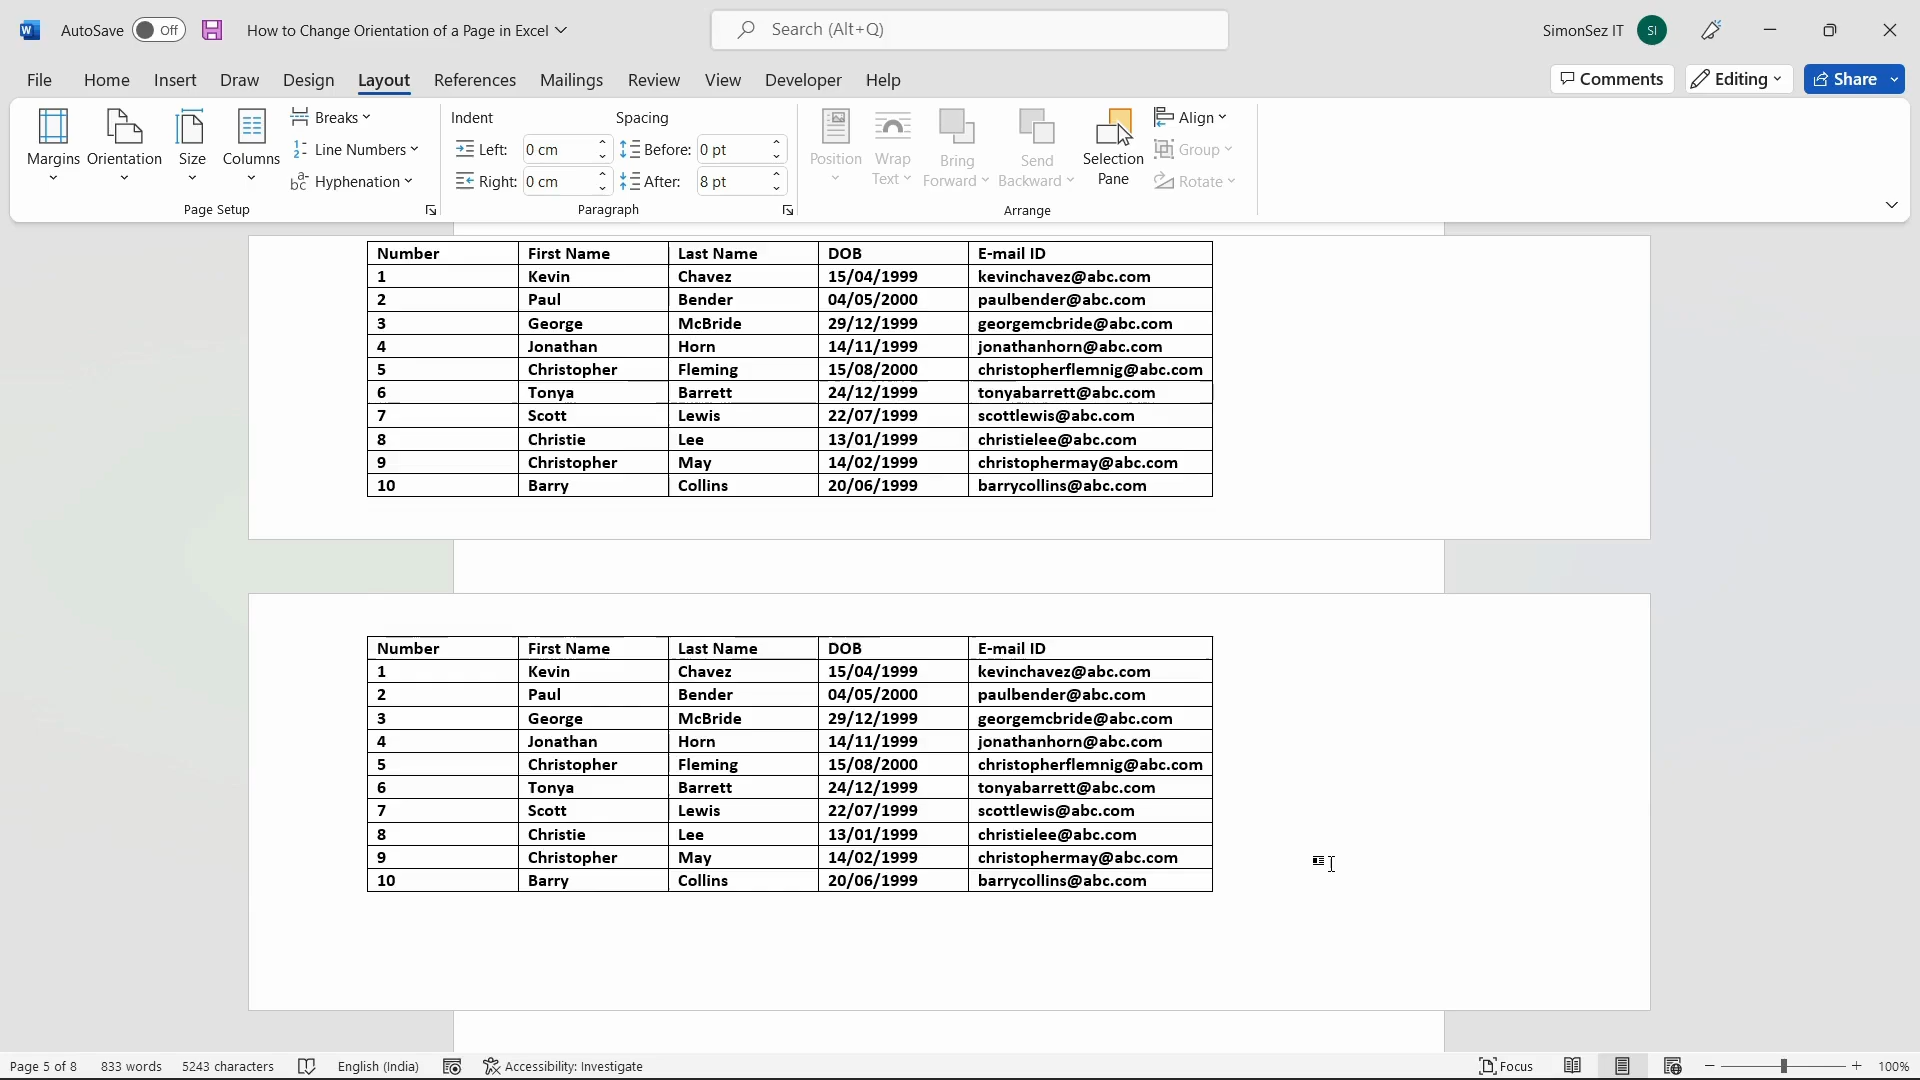 AutoSave Off How to Change Orientation of a Page in Excel Search (Alt+Q) SimonSez IT SI
File Home Insert Draw Design Layout References Mailings Review View Developer Help Comments Editing Share
Margins Orientation Size Columns Breaks Line Numbers Hyphenation
Page Setup
Indent Spacing
Left: 0 cm Before: 0 pt
Right: 0 cm After: 8 pt
Paragraph
Position Wrap Text Bring Forward Send Backward Selection Pane Align Group Rotate
Arrange
Number First Name Last Name DOB E-mail ID
1 Kevin Chavez 15/04/1999 kevinchavez@abc.com
2 Paul Bender 04/05/2000 paulbender@abc.com
3 George McBride 29/12/1999 georgemcbride@abc.com
4 Jonathan Horn 14/11/1999 jonathanhorn@abc.com
5 Christopher Fleming 15/08/2000 christopherflemnig@abc.com
6 Tonya Barrett 24/12/1999 tonyabarrett@abc.com
7 Scott Lewis 22/07/1999 scottlewis@abc.com
8 Christie Lee 13/01/1999 christielee@abc.com
9 Christopher May 14/02/1999 christophermay@abc.com
10 Barry Collins 20/06/1999 barrycollins@abc.com
Number First Name Last Name DOB E-mail ID
1 Kevin Chavez 15/04/1999 kevinchavez@abc.com
2 Paul Bender 04/05/2000 paulbender@abc.com
3 George McBride 29/12/1999 georgemcbride@abc.com
4 Jonathan Horn 14/11/1999 jonathanhorn@abc.com
5 Christopher Fleming 15/08/2000 christopherflemnig@abc.com
6 Tonya Barrett 24/12/1999 tonyabarrett@abc.com
7 Scott Lewis 22/07/1999 scottlewis@abc.com
8 Christie Lee 13/01/1999 christielee@abc.com
9 Christopher May 14/02/1999 christophermay@abc.com
10 Barry Collins 20/06/1999 barrycollins@abc.com
Page 5 of 8 833 words 5243 characters English (India) Accessibility: Investigate Focus 100%